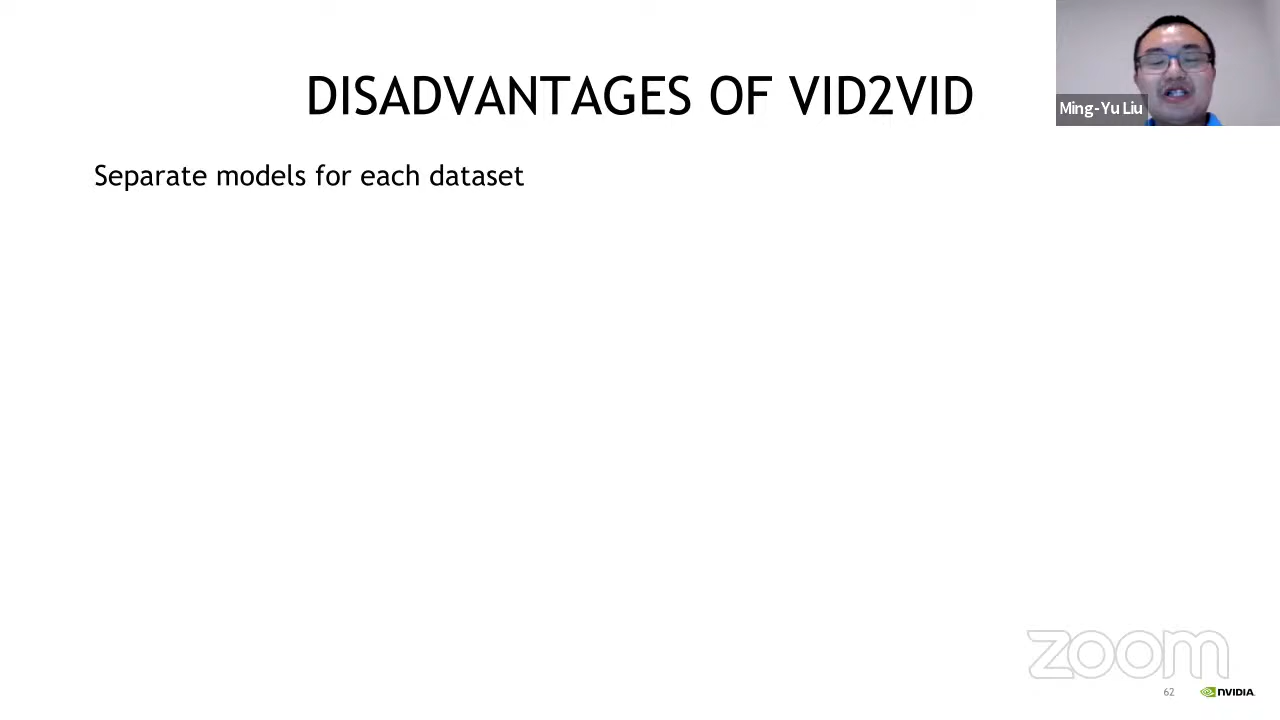 DISADVANTAGES OF VID2VID
Ming-Yu Liu
Separate models for each dataset
zoom
62
NVIDIA.